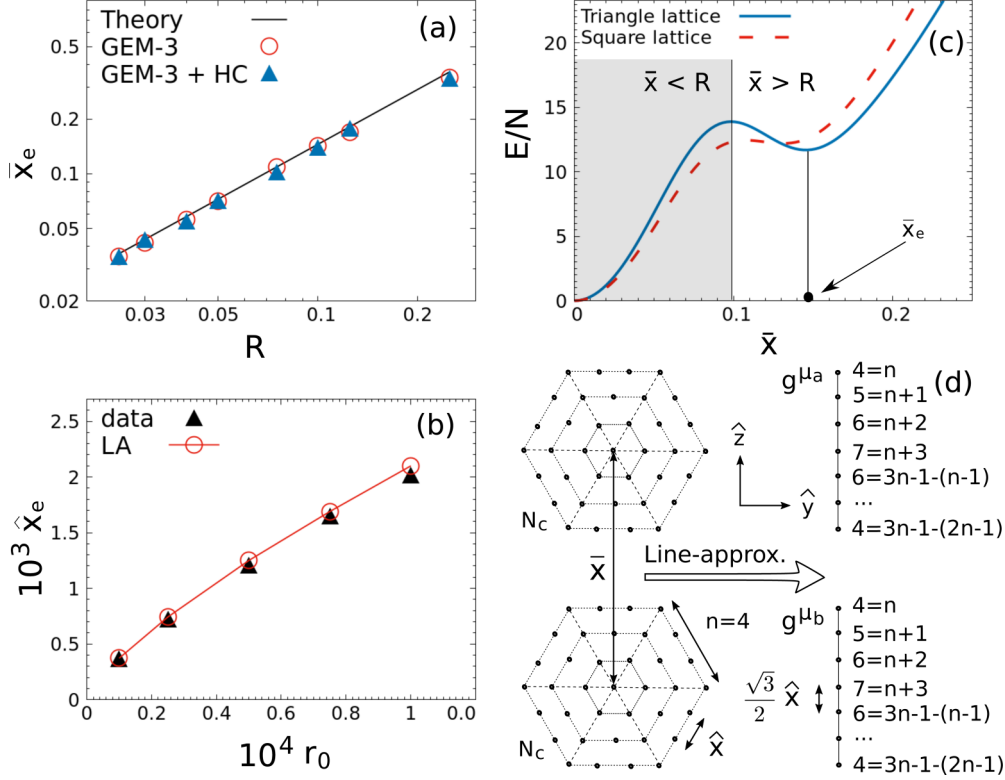 (a)
Theory
GEM-3
GEM-3 + HC
0.5
0.2
0.1
0.05
0.02
x̄e
0.03
0.05
0.1
0.2
R
(c)
Triangle lattice
Square lattice
x̄ < R
x̄ > R
20
15
10
5
0
E/N
x̄e
0
0.1
0.2
x̄
(b)
data
LA
2.5
2
1.5
1
0.5
0
10³ x̂e
0
0.2
0.4
0.6
0.8
1
0.0
10⁴ r0
(d)
Nc
ẑ
ŷ
x̄
Line-approx.
n=4
Nc
x̂
√3/2 x̂
g^μa
4=n
5=n+1
6=n+2
7=n+3
6=3n-1-(n-1)
...
4=3n-1-(2n-1)
g^μb
4=n
5=n+1
6=n+2
7=n+3
6=3n-1-(n-1)
...
4=3n-1-(2n-1)